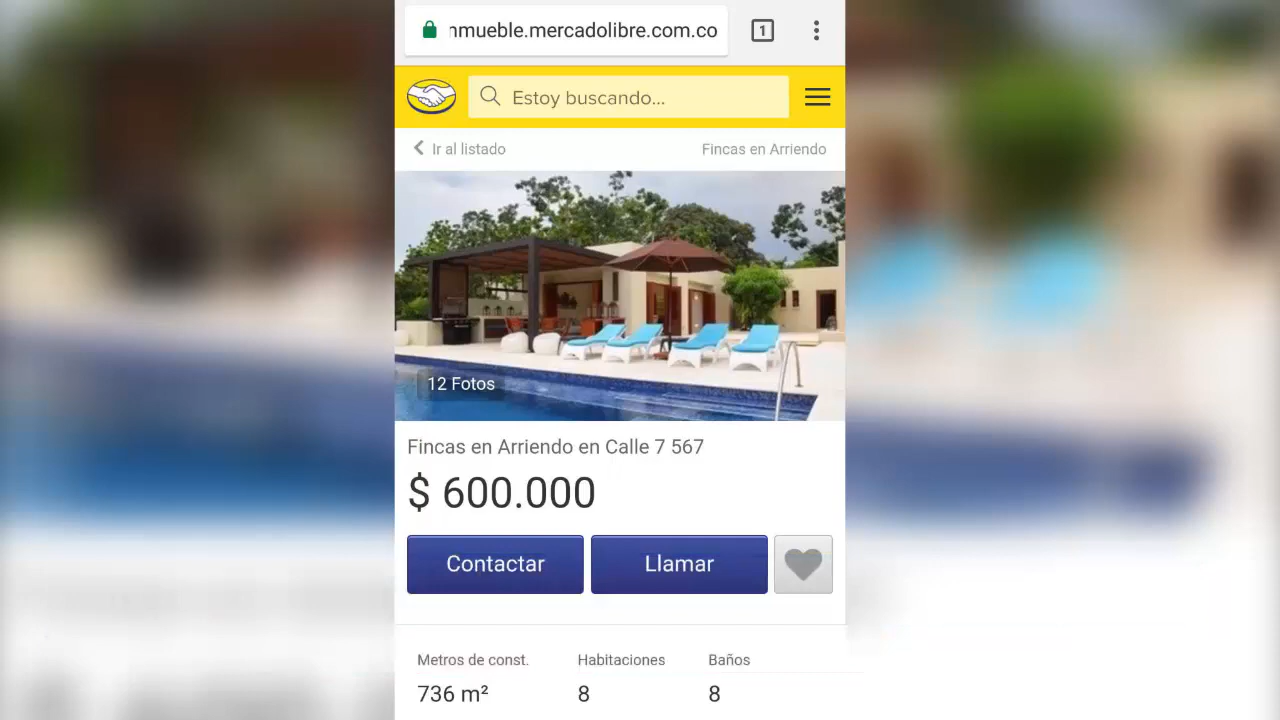 nmueble.mercadolibre.com.co
1
Estoy buscando...
Ir al listado
Fincas en Arriendo
12 Fotos
Fincas en Arriendo en Calle 7 567
$ 600.000
Contactar
Llamar
Metros de const.
Habitaciones
Baños
736 m²
8
8